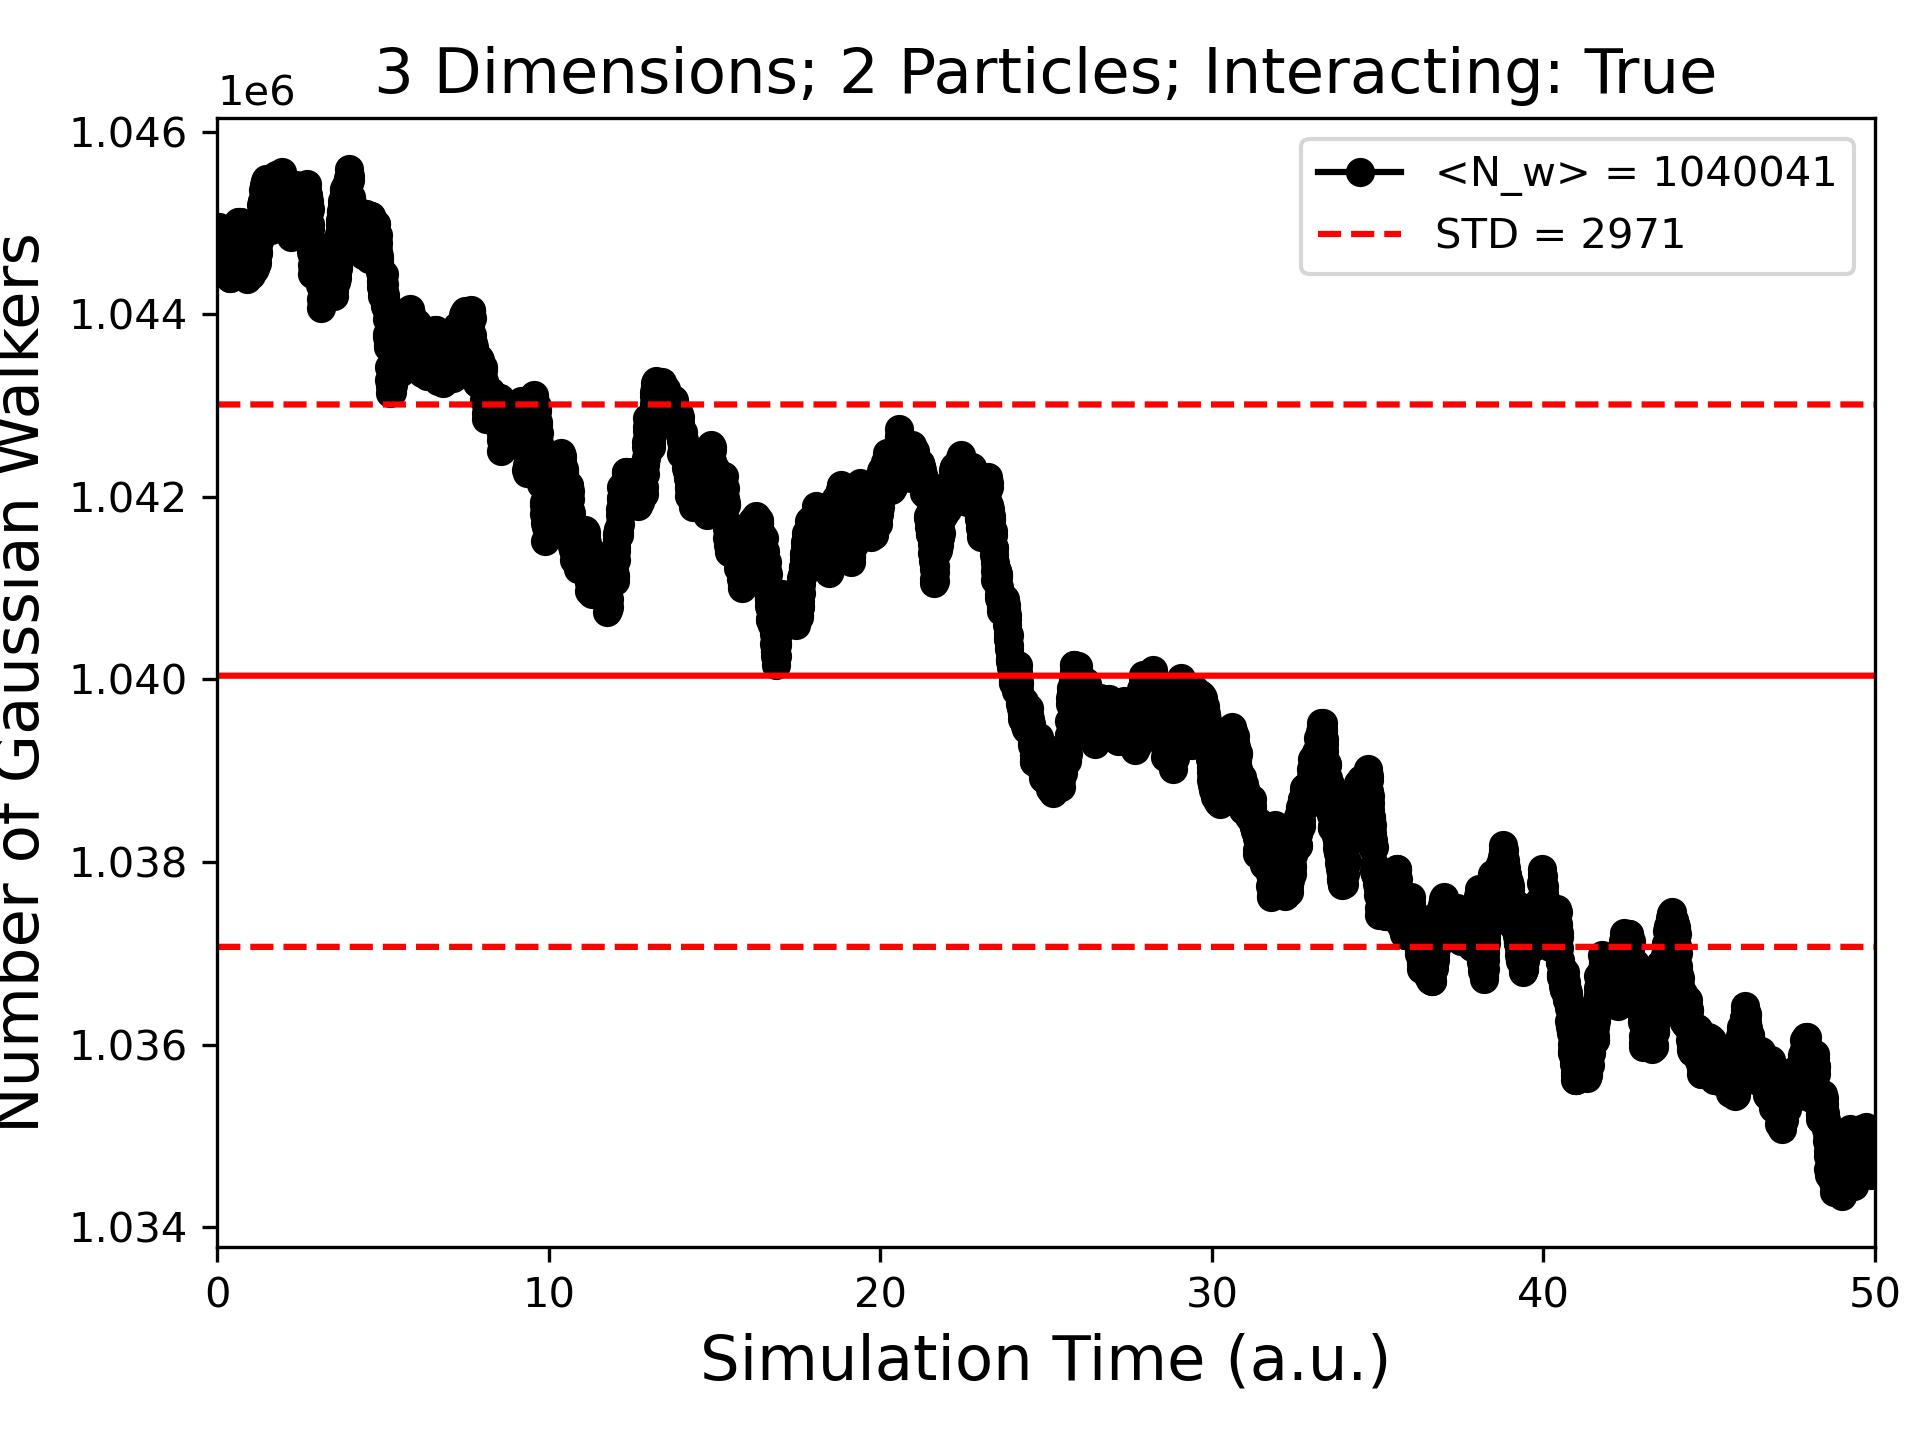 3 Dimensions; 2 Particles; Interacting: True
1e6
<N_w> = 1040041
STD = 2971
Number of Gaussian Walkers
1.046
1.044
1.042
1.040
1.038
1.036
1.034
0 10 20 30 40 50
Simulation Time (a.u.)